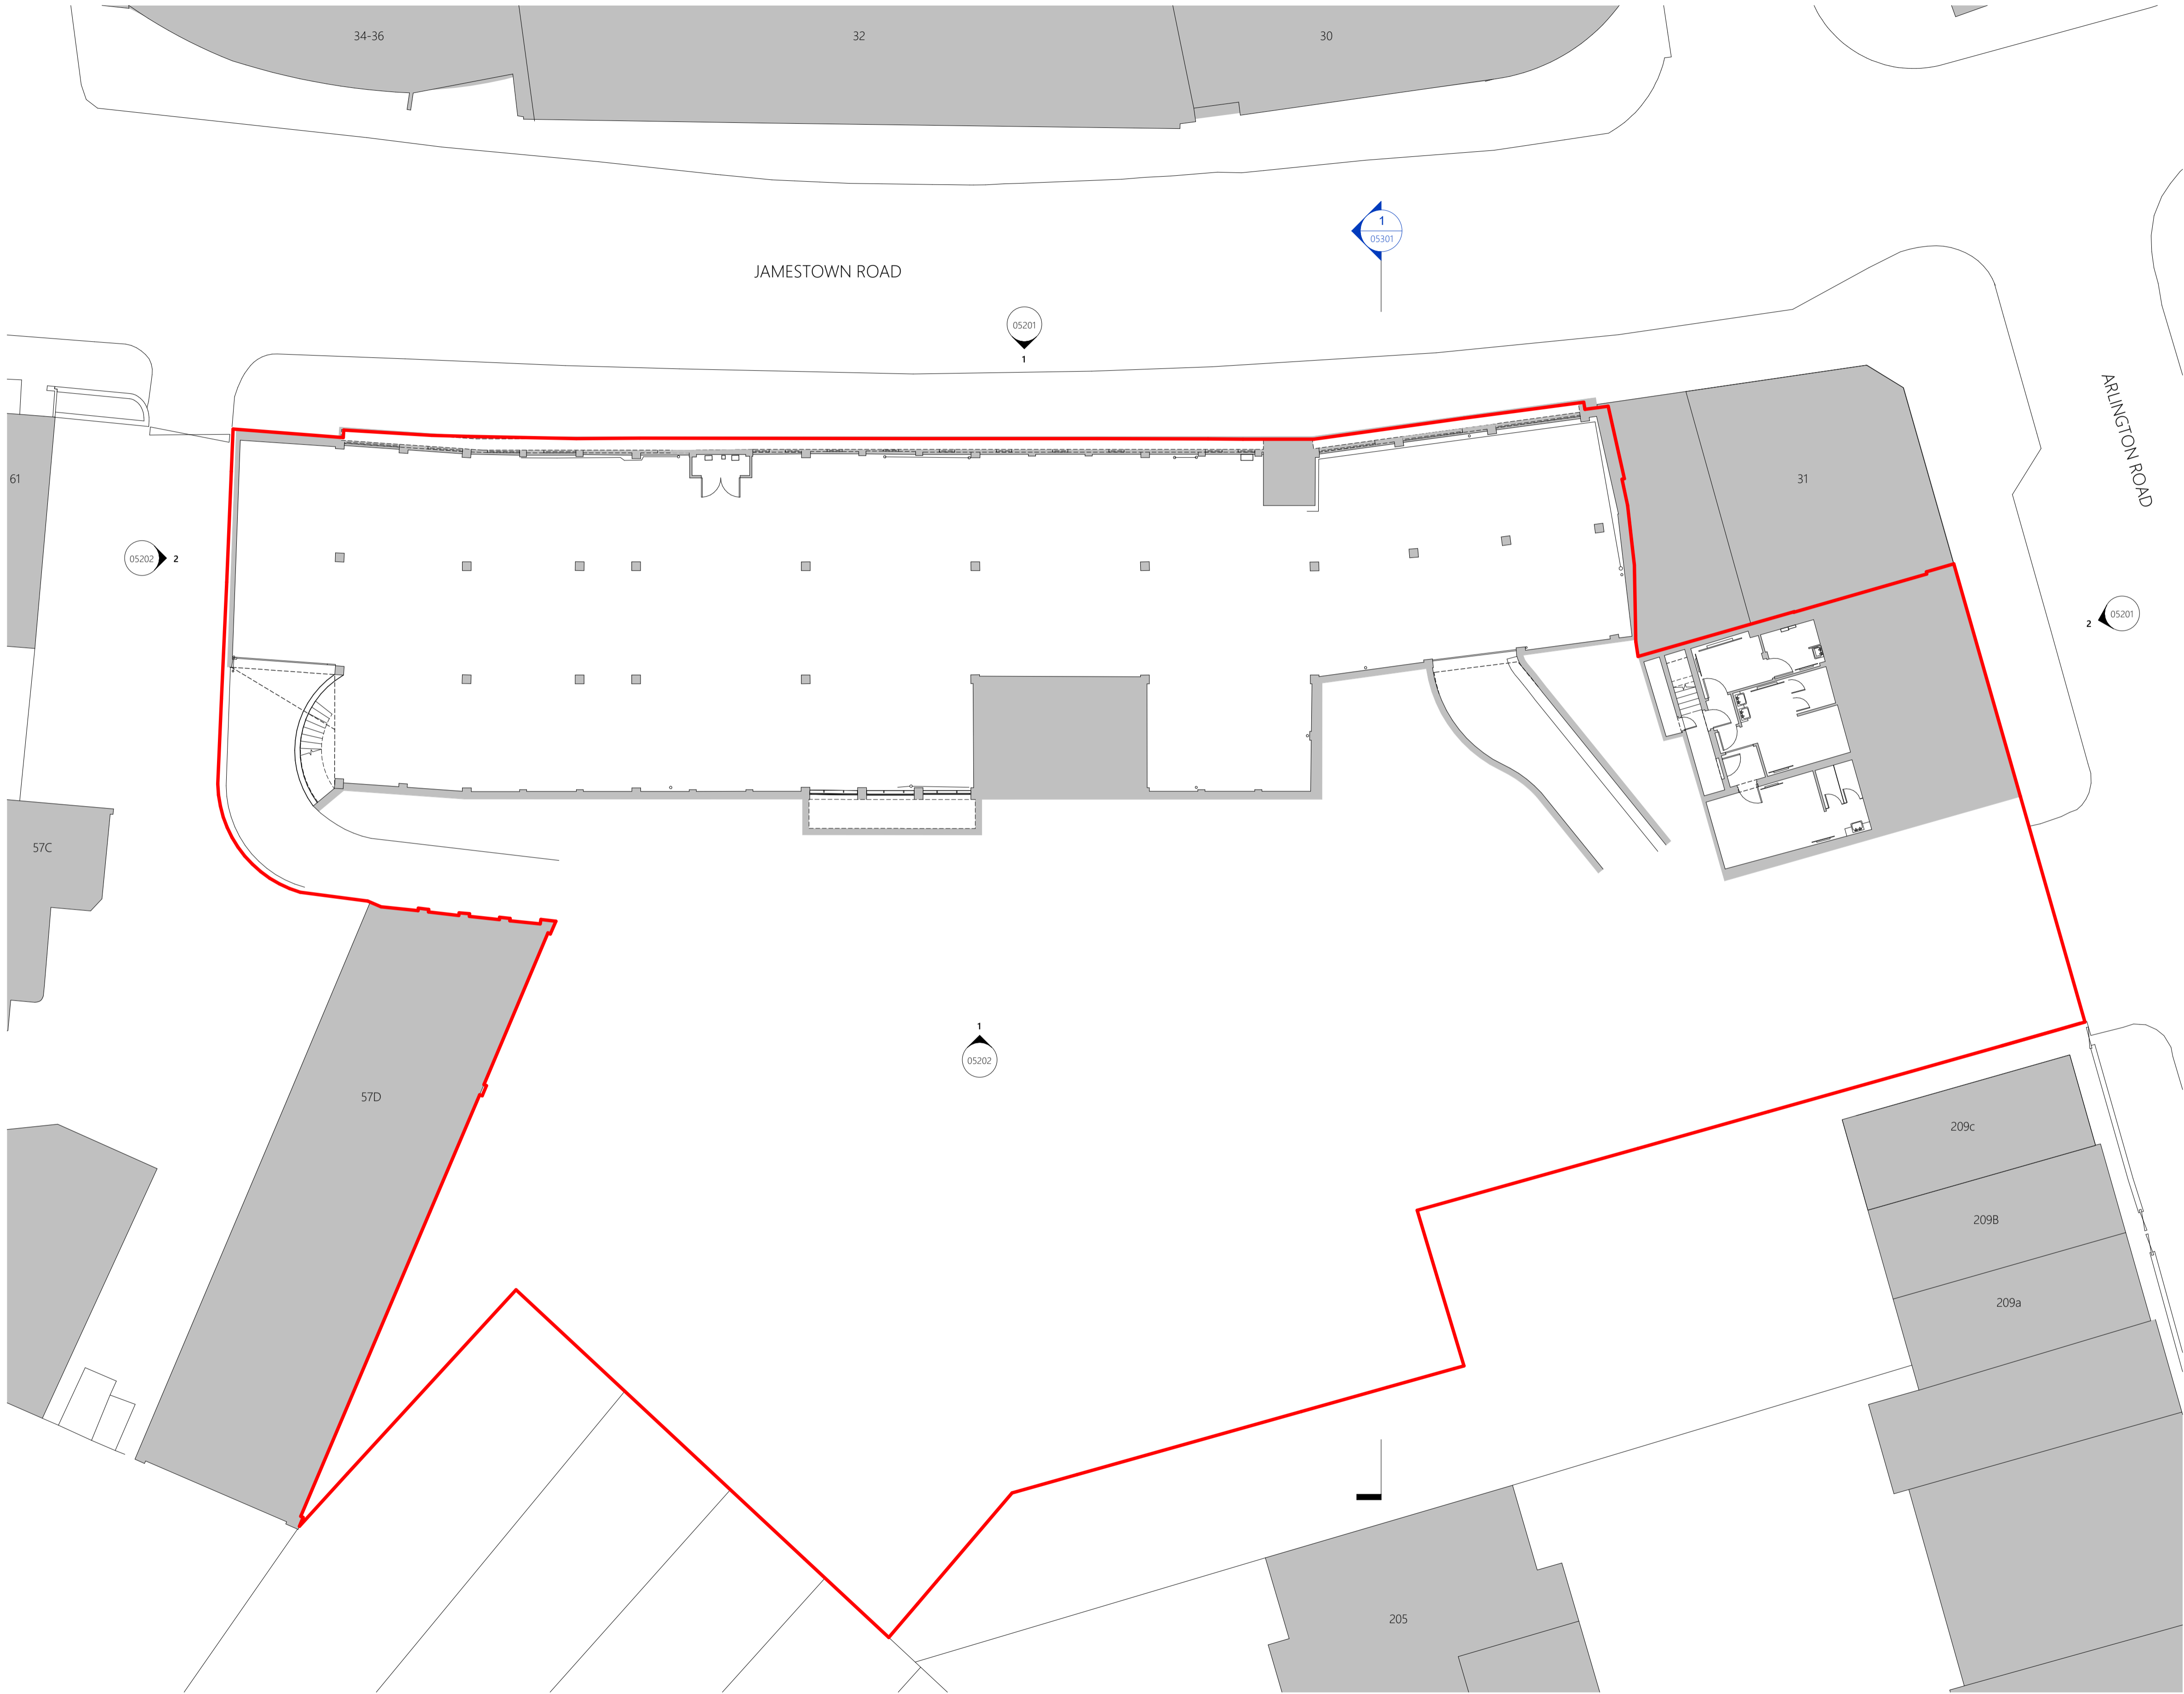 34-36
32
30
1
05301
JAMESTOWN ROAD
05201
1
ARLINGTON ROAD
61
31
05202
2
05201
2
57C
1
05202
57D
209c
209B
209a
205